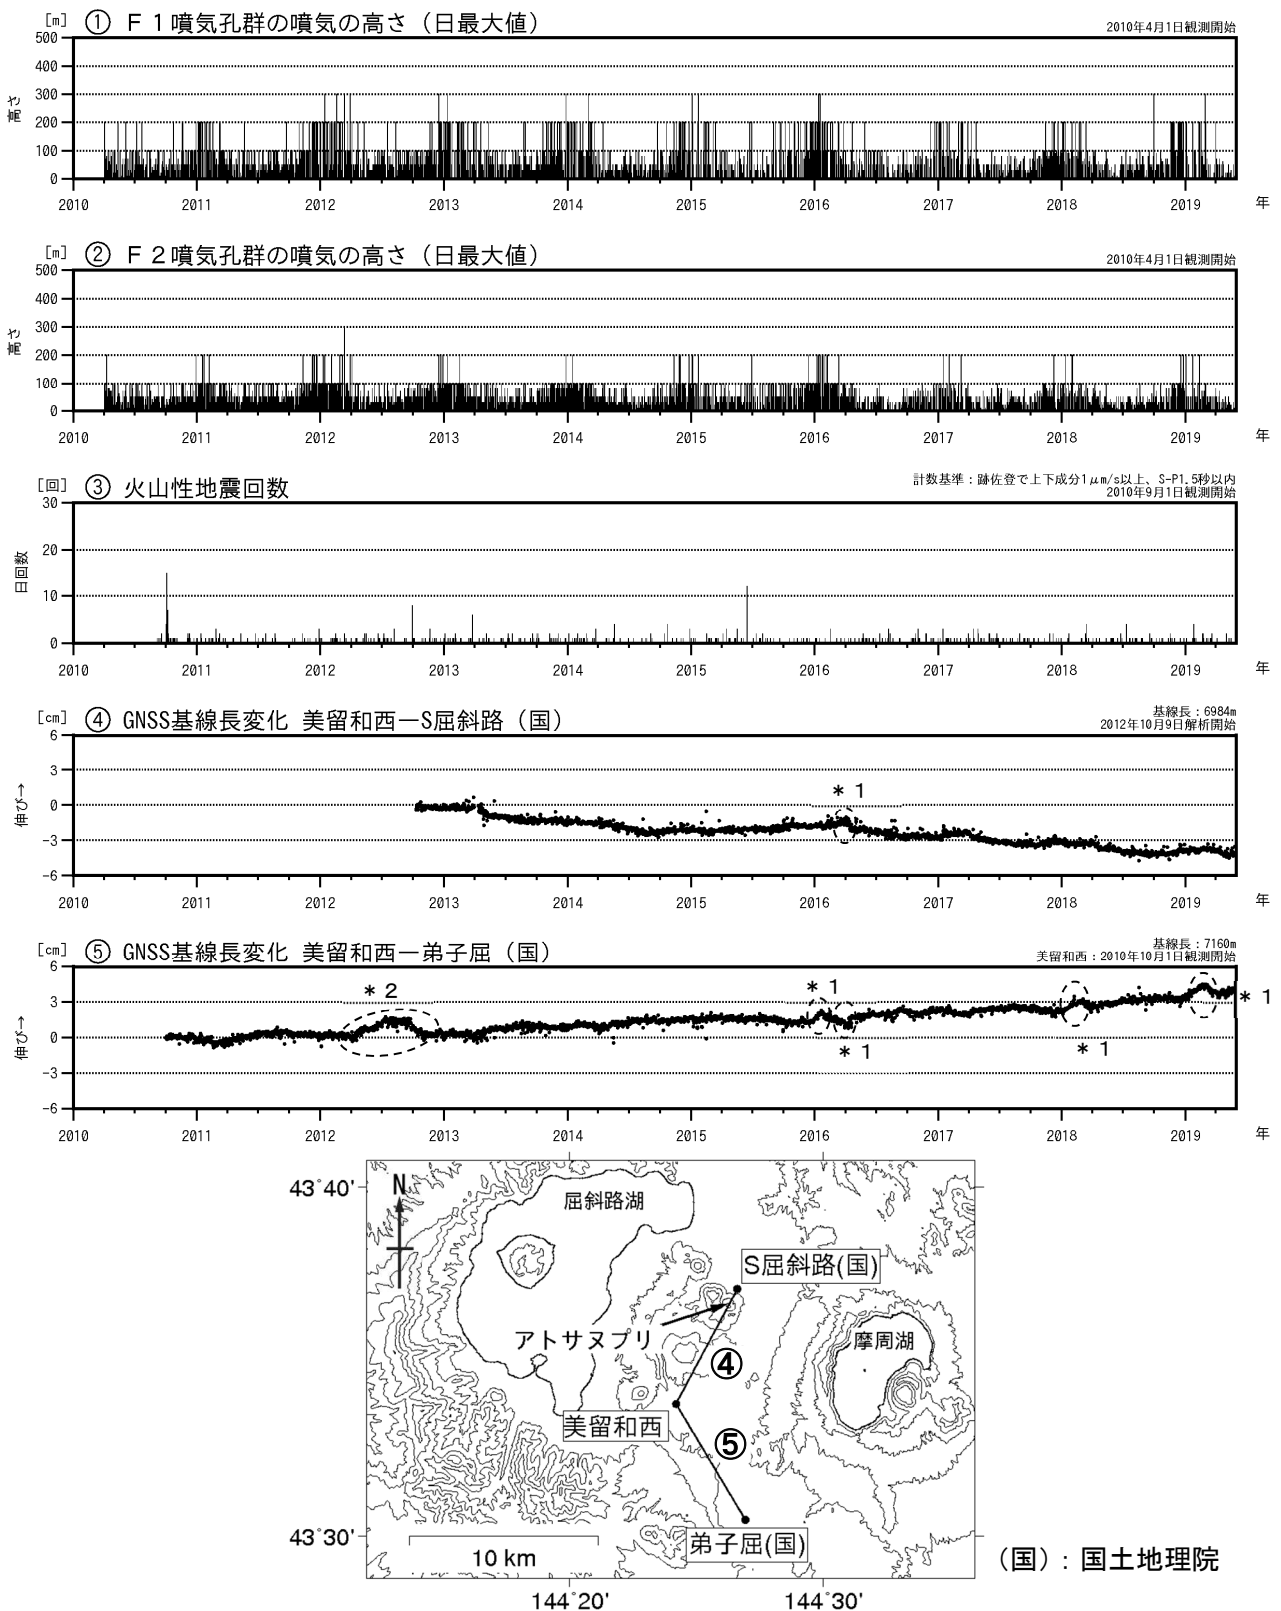 [m] ① Ｆ１噴気孔群の噴気の高さ（日最大値）
2010年4月1日観測開始
500
400
300
200
100
0
高さ
2010 2011 2012 2013 2014 2015 2016 2017 2018 2019 年
[m] ② Ｆ２噴気孔群の噴気の高さ（日最大値）
2010年4月1日観測開始
500
400
300
200
100
0
高さ
2010 2011 2012 2013 2014 2015 2016 2017 2018 2019 年
[回] ③ 火山性地震回数
計数基準：跡佐登で上下成分1μm/s以上、S-P1.5秒以内
2010年9月1日観測開始
30
20
10
0
日回数
2010 2011 2012 2013 2014 2015 2016 2017 2018 2019 年
[cm] ④ GNSS基線長変化 美留和西－S屈斜路（国）
基線長：6984m
2012年10月9日解析開始
6
3
0
-3
-6
伸び→
＊1
2010 2011 2012 2013 2014 2015 2016 2017 2018 2019 年
[cm] ⑤ GNSS基線長変化 美留和西－弟子屈（国）
基線長：7160m
美留和西：2010年10月1日観測開始
6
3
0
-3
-6
伸び→
＊2
＊1
＊1
＊1
＊1
2010 2011 2012 2013 2014 2015 2016 2017 2018 2019 年
43°40'
N
屈斜路湖
S屈斜路(国)
アトサヌプリ
摩周湖
④
美留和西
⑤
43°30'
10 km
弟子屈(国)
（国）：国土地理院
144°20' 144°30'